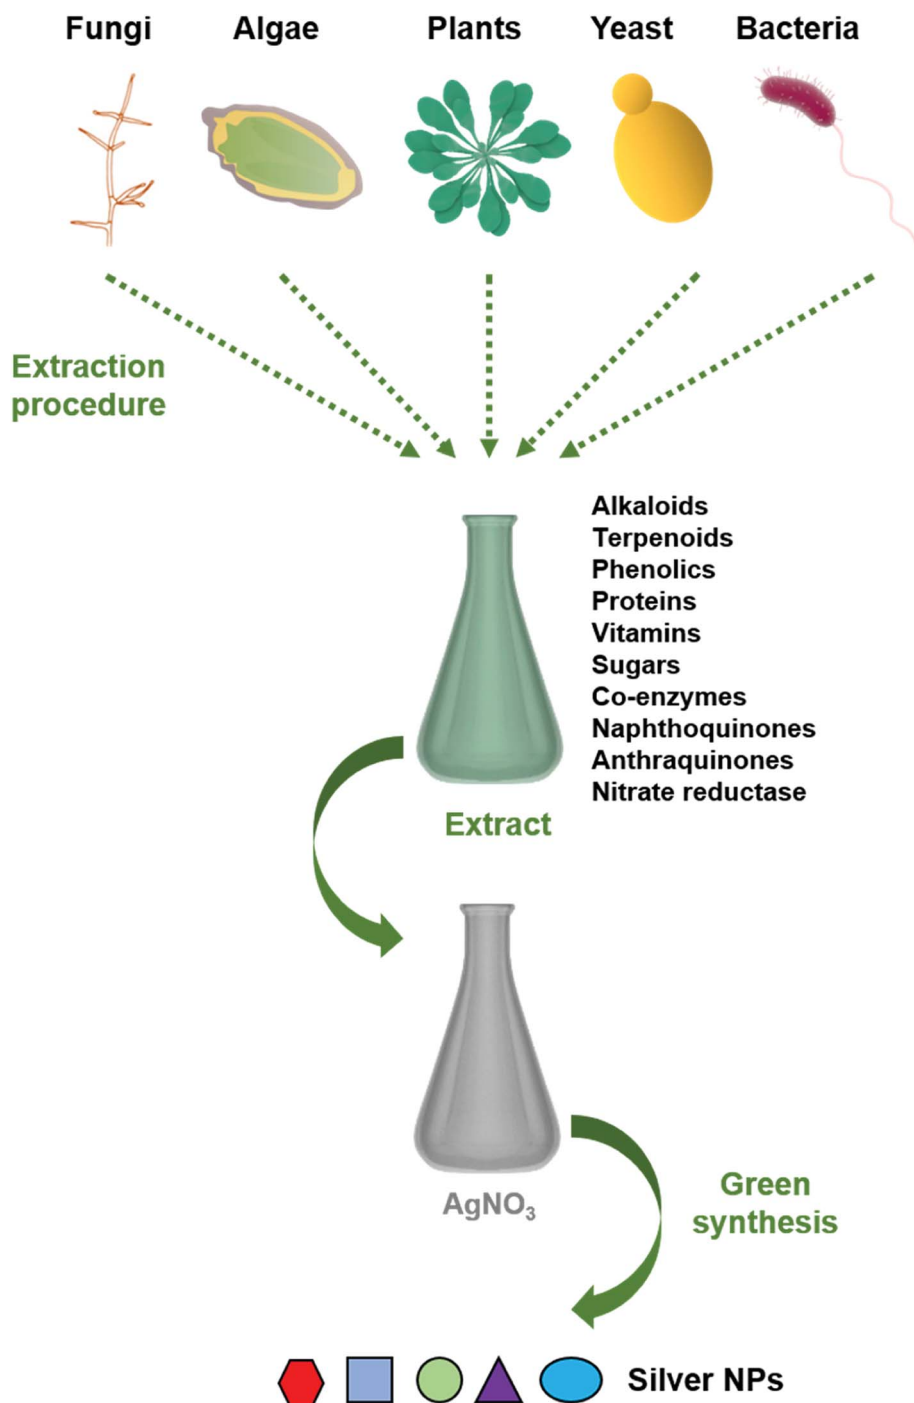 Fungi Algae Plants Yeast Bacteria
Extraction
procedure
Alkaloids
Terpenoids
Phenolics
Proteins
Vitamins
Sugars
Co-enzymes
Naphthoquinones
Anthraquinones
Nitrate reductase
Extract
AgNO₃
Green
synthesis
Silver NPs